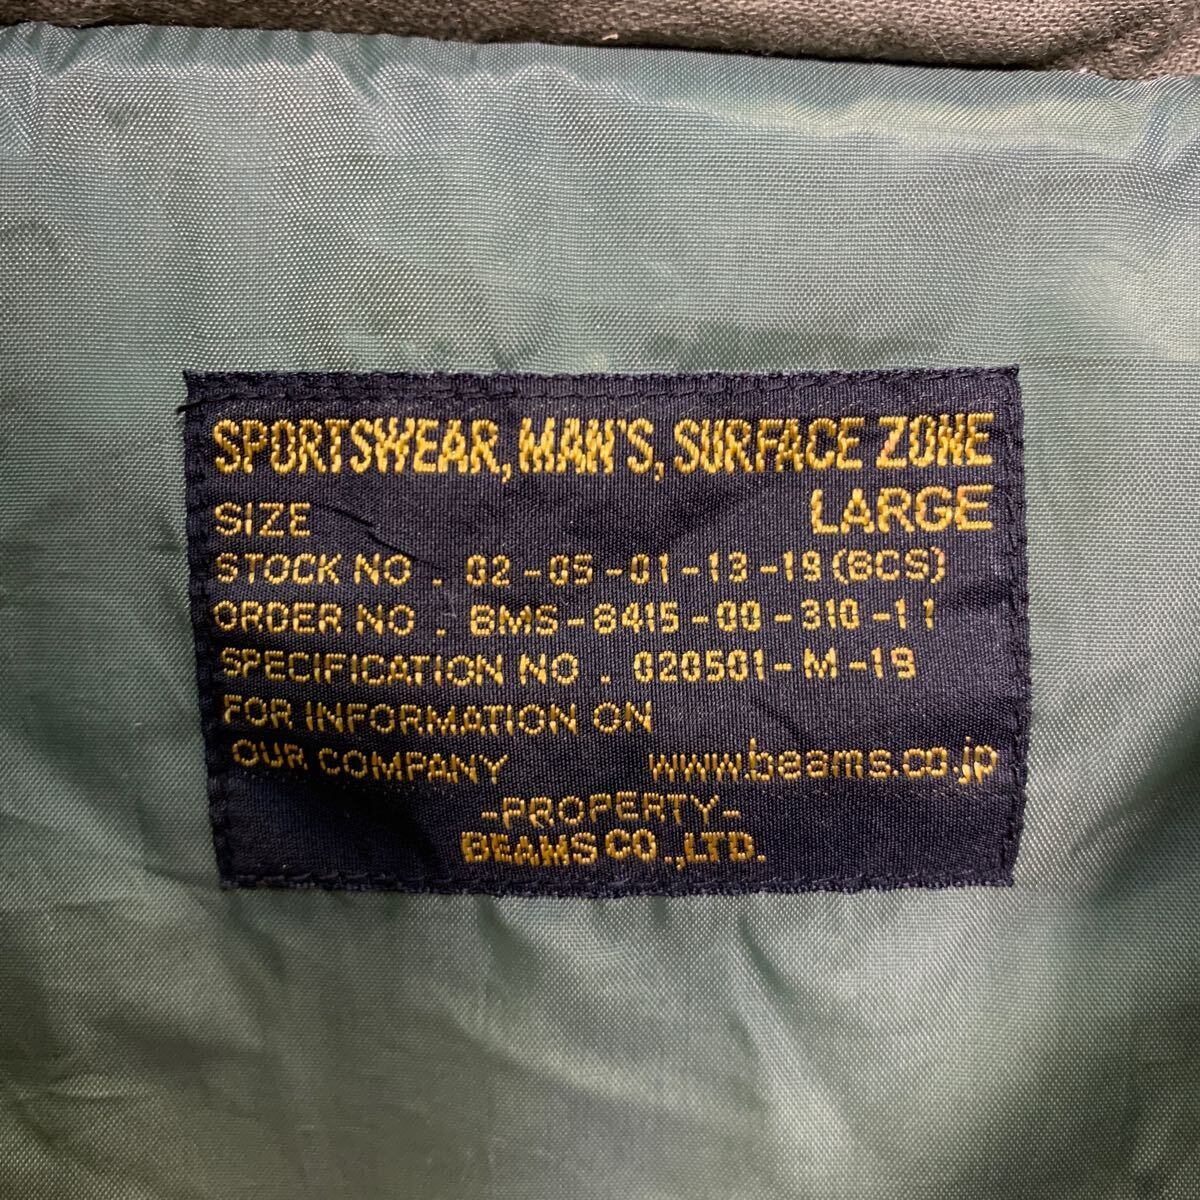 SPORTSWEAR, MAN'S, SURFACE ZONE
SIZE LARGE
STOCK NO. 02-05-01-13-19(BCS)
ORDER NO. BMS-8415-00-310-11
SPECIFICATION NO. 020501-M-19
FOR INFORMATION ON
OUR COMPANY www.beams.co.jp
-PROPERTY-
BEAMS CO.,LTD.